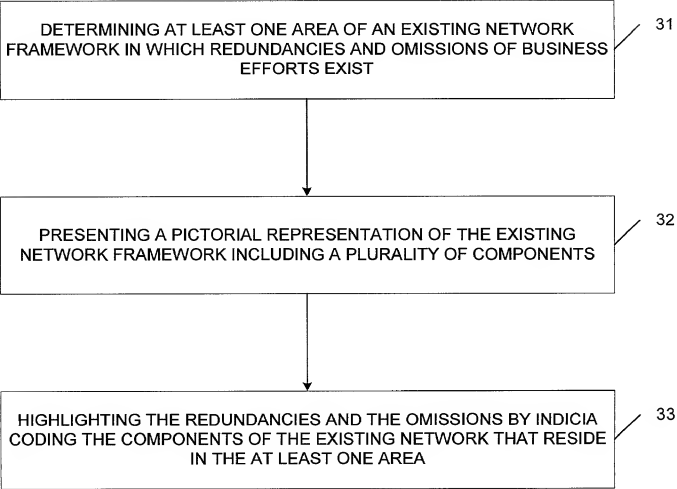 DETERMINING AT LEAST ONE AREA OF AN EXISTING NETWORK
FRAMEWORK IN WHICH REDUNDANCIES AND OMISSIONS OF BUSINESS
EFFORTS EXIST
31
PRESENTING A PICTORIAL REPRESENTATION OF THE EXISTING
NETWORK FRAMEWORK INCLUDING A PLURALITY OF COMPONENTS
32
HIGHLIGHTING THE REDUNDANCIES AND THE OMISSIONS BY INDICIA
CODING THE COMPONENTS OF THE EXISTING NETWORK THAT RESIDE
IN THE AT LEAST ONE AREA
33